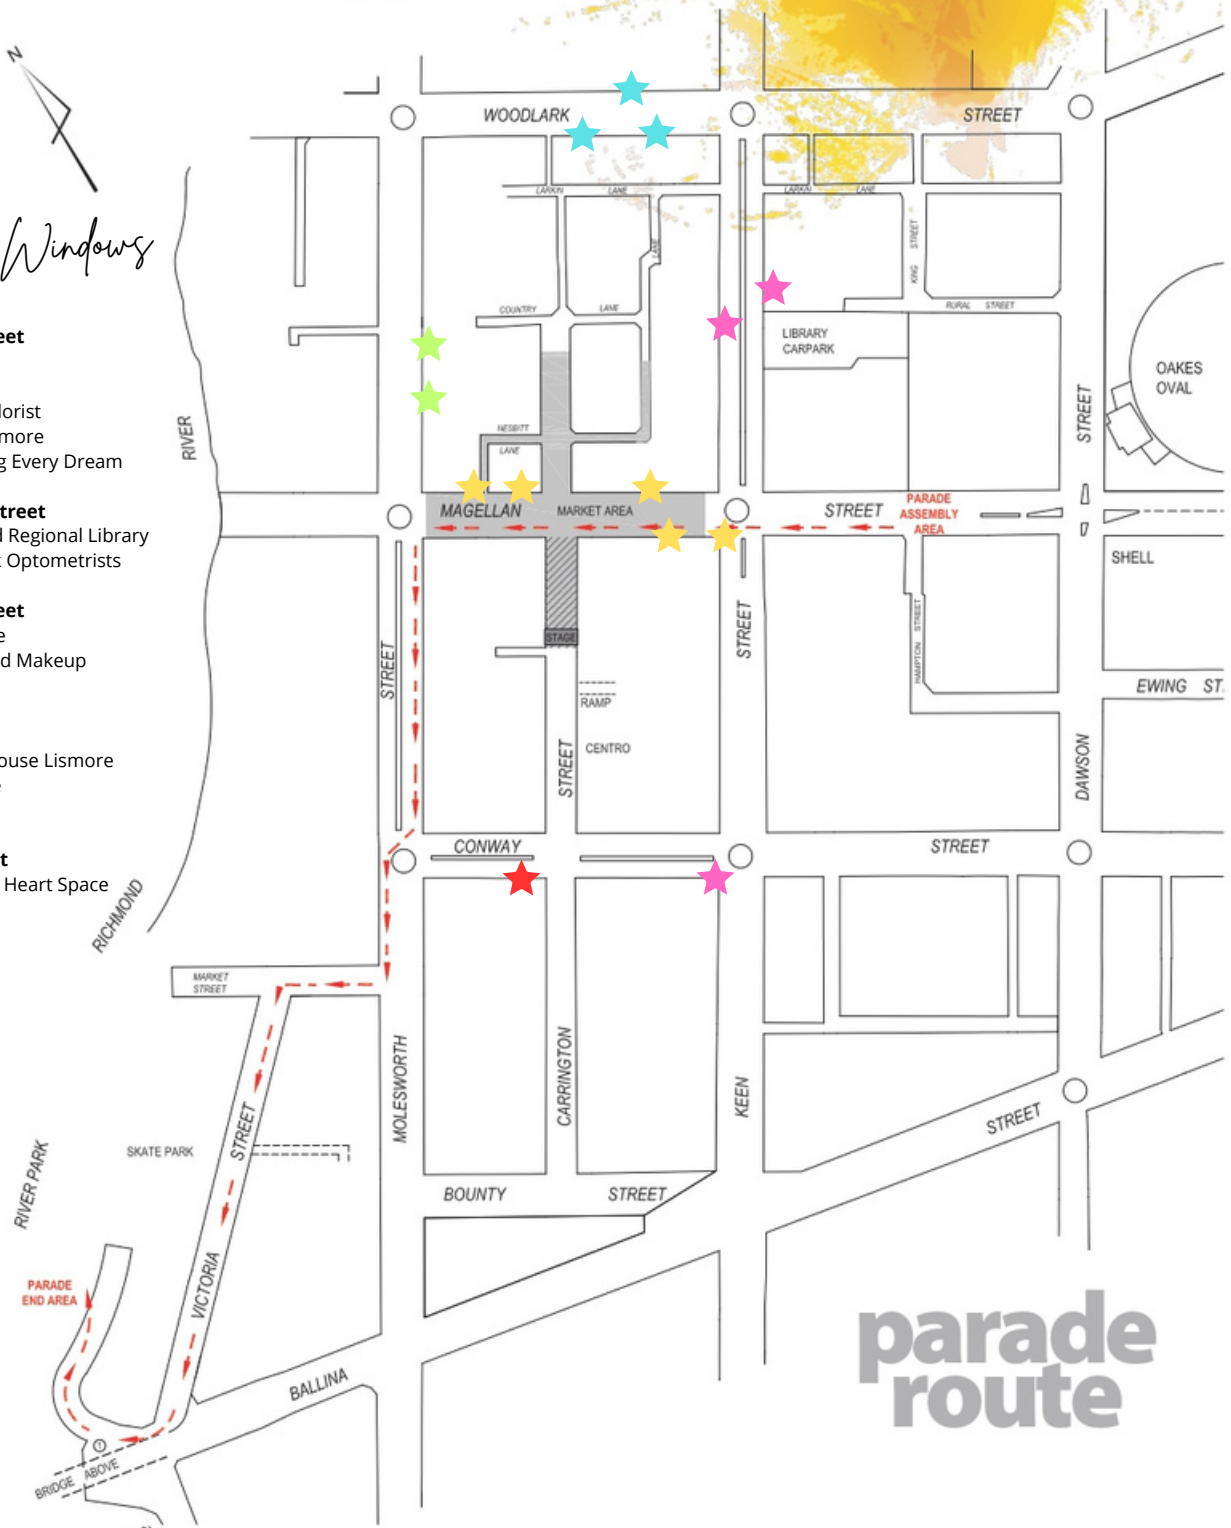 N
WOODLARK STREET
Windows
LARKIN LANE
LARKIN LANE
LANE
KING STREET
COUNTRY LANE
RURAL STREET
LIBRARY
CARPARK
OAKES
OVAL
eet
lorist
more
g Every Dream
treet
d Regional Library
k Optometrists
eet
e
d Makeup
ouse Lismore
e
t
Heart Space
RIVER
NESBITT
LANE
STREET
MAGELLAN
MARKET AREA
STREET
PARADE
ASSEMBLY
AREA
SHELL
STREET
STREET
HAMPTON STREET
STAGE
EWING ST.
RAMP
CENTRO
STREET
DAWSON
CONWAY STREET
RICHMOND
MARKET
STREET
MOLESWORTH
CARRINGTON
KEEN
STREET
SKATE PARK
STREET
RIVER PARK
BOUNTY STREET
VICTORIA
PARADE
END AREA
BALLINA
BRIDGE ABOVE
parade
route